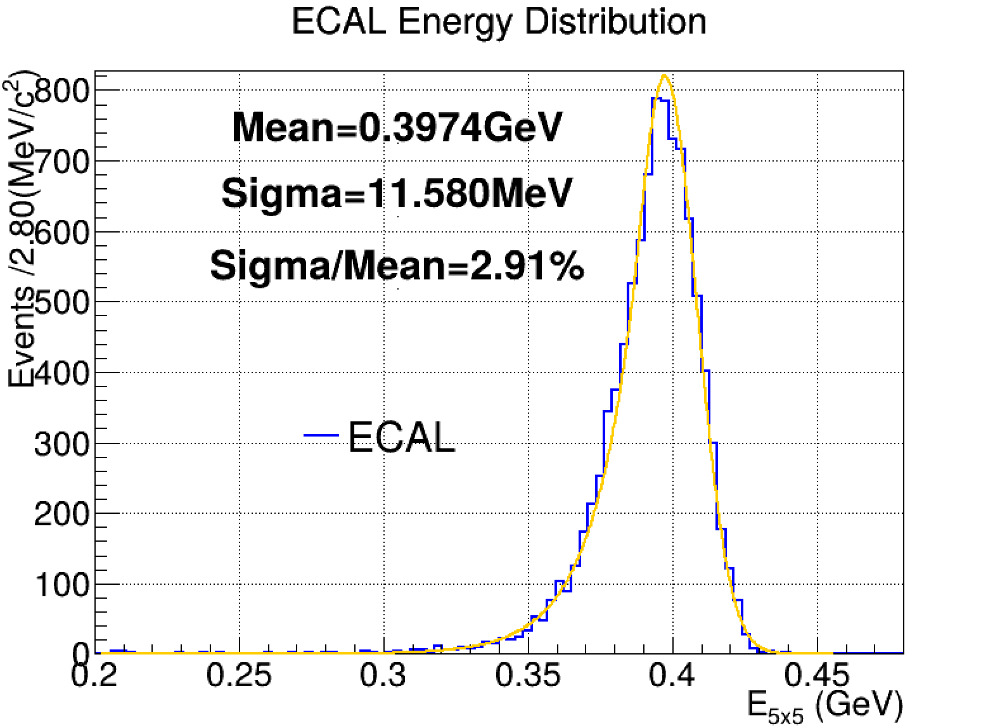 ECAL Energy Distribution
Events /2.80(MeV/c²)
800
700
600
500
400
300
200
100
0
Mean=0.3974GeV
Sigma=11.580MeV
Sigma/Mean=2.91%
ECAL
0.2 0.25 0.3 0.35 0.4 0.45
E5x5 (GeV)